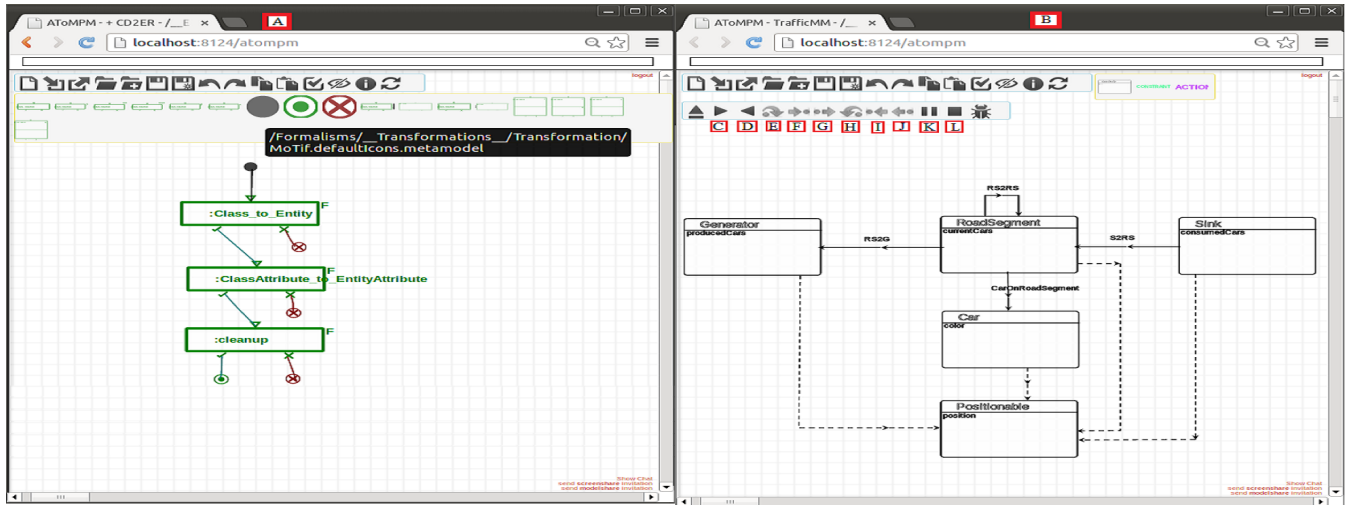 AToMPM - + CD2ER - /__E
A
localhost:8124/atompm
logout
/Formalisms/__Transformations__/Transformation/
MoTif.defaultIcons.metamodel
:Class_to_Entity
F
:ClassAttribute_to_EntityAttribute
F
:cleanup
F
Show Chat
send screenshare invitation
send modelshare invitation
AToMPM - TrafficMM - /__
B
localhost:8124/atompm
logout
ACTION
C D E F G H I J K L
RS2RS
Generator
producedCars
RS2G
RoadSegment
currentCars
S2RS
Sink
consumedCars
CarOnRoadSegment
Car
color
Positionable
position
Show Chat
send screenshare invitation
send modelshare invitation